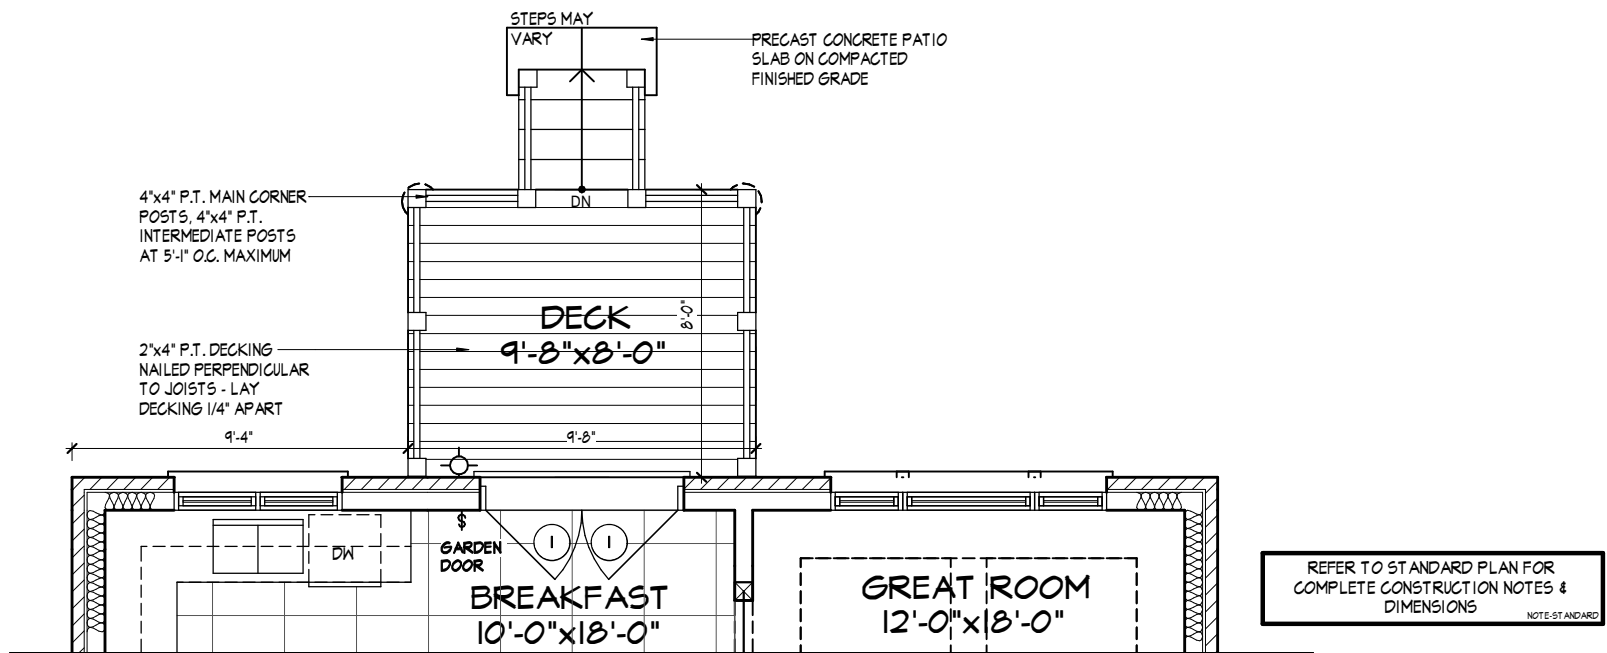 STEPS MAY
VARY
PRECAST CONCRETE PATIO
SLAB ON COMPACTED
FINISHED GRADE
4"x4" P.T. MAIN CORNER
POSTS, 4"x4" P.T.
INTERMEDIATE POSTS
AT 5'-1" O.C. MAXIMUM
DN
DECK
9'-8"x8'-0"
8'-0"
2"x4" P.T. DECKING
NAILED PERPENDICULAR
TO JOISTS - LAY
DECKING 1/4" APART
9'-4"
9'-8"
$
GARDEN
DOOR
1
1
DW
BREAKFAST
10'-0"x18'-0"
GREAT ROOM
12'-0"x18'-0"
REFER TO STANDARD PLAN FOR
COMPLETE CONSTRUCTION NOTES &
DIMENSIONS
NOTE-STANDARD